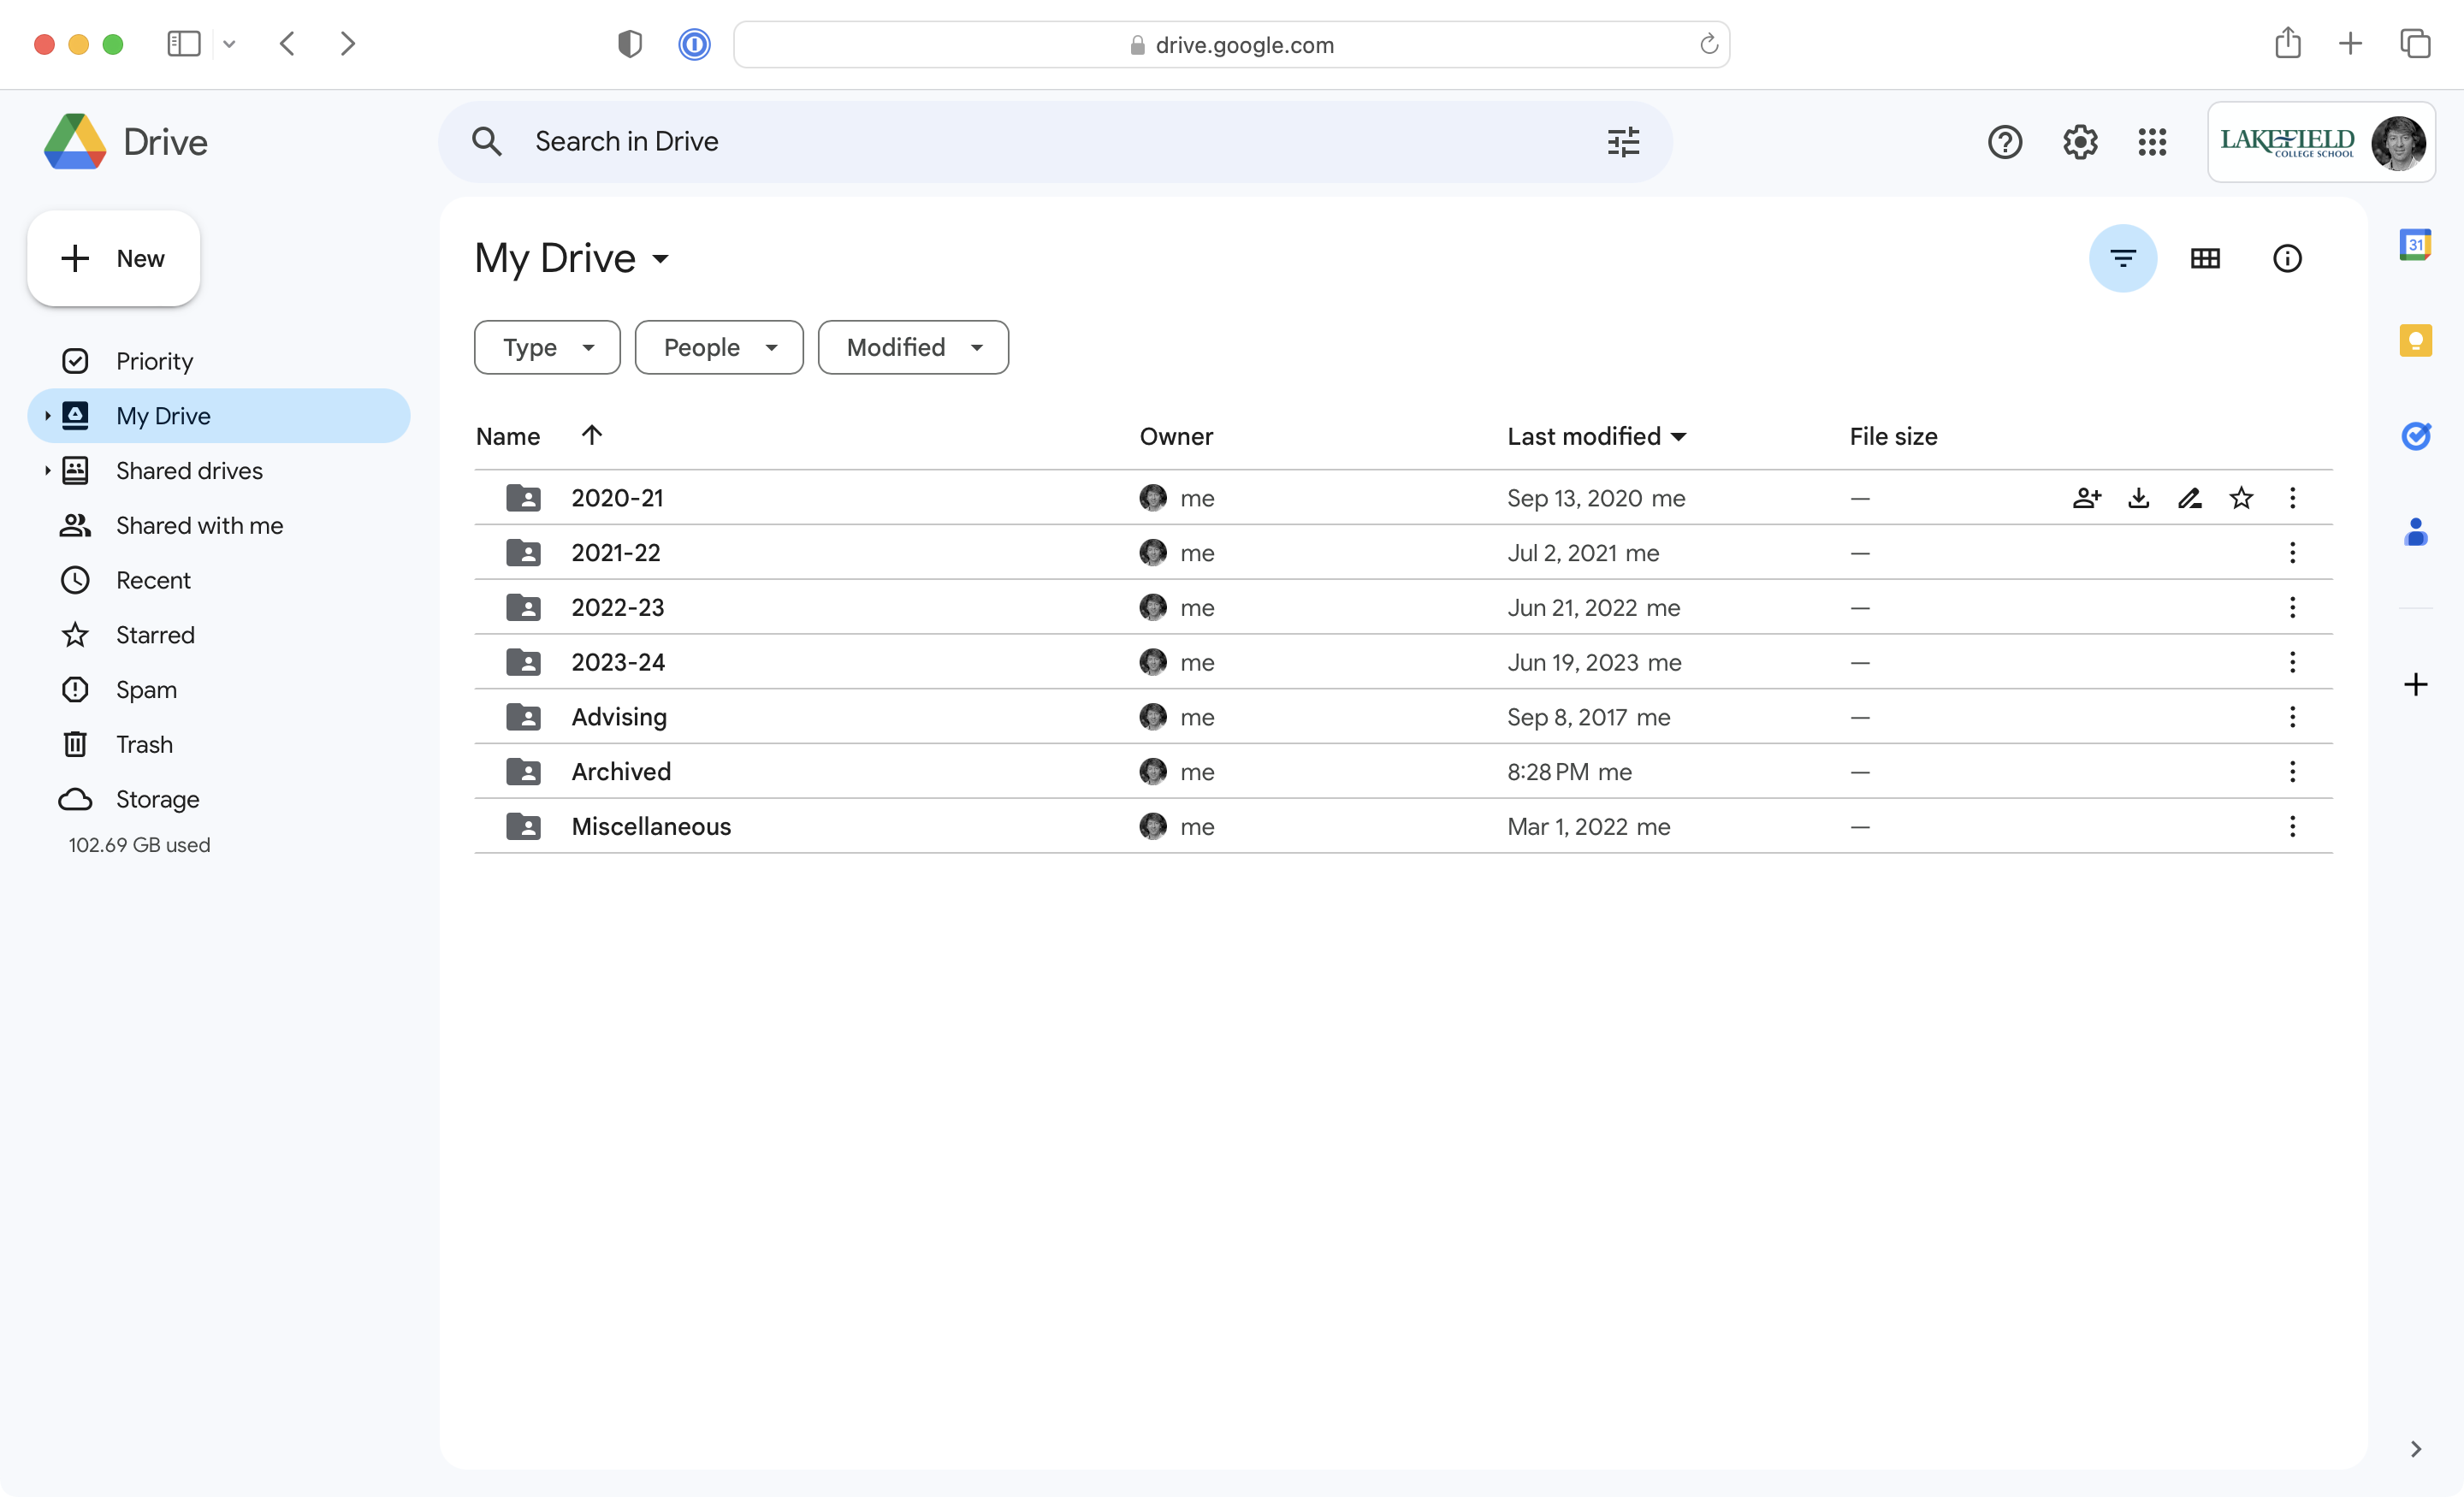 drive.google.com
Drive
Search in Drive
LAKEFIELD
COLLEGE SCHOOL
New
My Drive
31
Type People Modified
Priority
My Drive
Shared drives
Shared with me
Recent
Starred
Spam
Trash
Storage
102.69 GB used
Name Owner Last modified File size
2020-21 me Sep 13, 2020 me —
2021-22 me Jul 2, 2021 me —
2022-23 me Jun 21, 2022 me —
2023-24 me Jun 19, 2023 me —
Advising me Sep 8, 2017 me —
Archived me 8:28 PM me —
Miscellaneous me Mar 1, 2022 me —